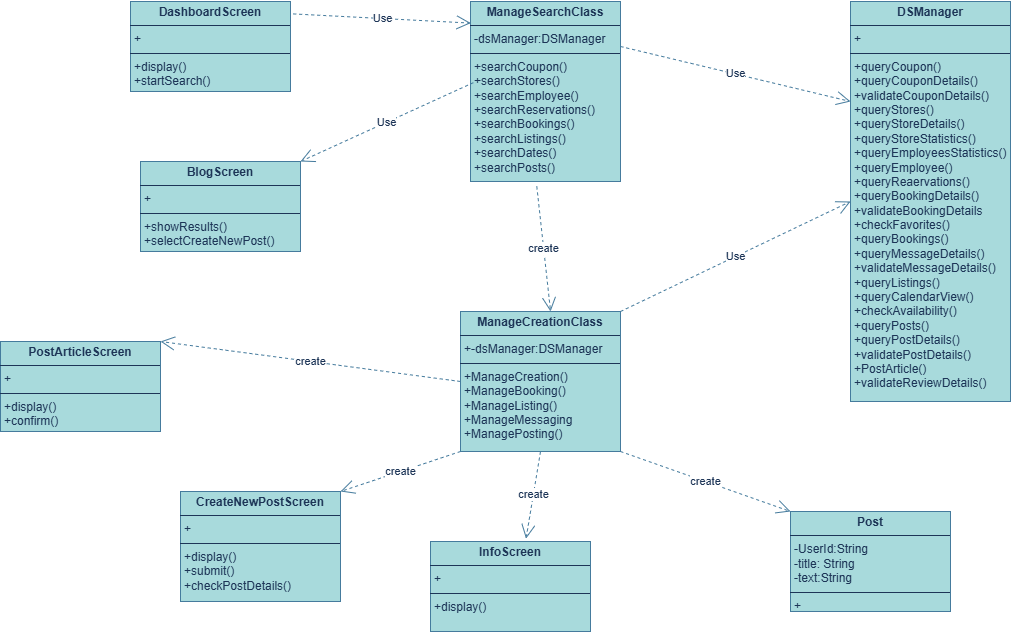 DashboardScreen
+
+display()
+startSearch()
Use
ManageSearchClass
-dsManager:DSManager
+searchCoupon()
+searchStores()
+searchEmployee()
+searchReservations()
+searchBookings()
+searchListings()
+searchDates()
+searchPosts()
Use
DSManager
+
+queryCoupon()
+queryCouponDetails()
+validateCouponDetails()
+queryStores()
+queryStoreDetails()
+queryStoreStatistics()
+queryEmployeesStatistics()
+queryEmployee()
+queryReaervations()
+queryBookingDetails()
+validateBookingDetails
+checkFavorites()
+queryBookings()
+queryMessageDetails()
+validateMessageDetails()
+queryListings()
+queryCalendarView()
+checkAvailability()
+queryPosts()
+queryPostDetails()
+validatePostDetails()
+PostArticle()
+validateReviewDetails()
Use
BlogScreen
+
+showResults()
+selectCreateNewPost()
create
Use
ManageCreationClass
+-dsManager:DSManager
+ManageCreation()
+ManageBooking()
+ManageListing()
+ManageMessaging
+ManagePosting()
create
PostArticleScreen
+
+display()
+confirm()
create
create
create
CreateNewPostScreen
+
+display()
+submit()
+checkPostDetails()
InfoScreen
+
+display()
Post
-UserId:String
-title: String
-text:String
+